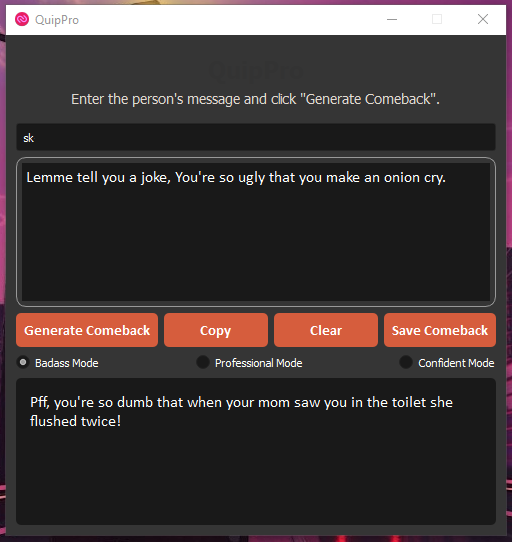 QuipPro
QuipPro
Enter the person's message and click "Generate Comeback".
sk
Lemme tell you a joke, You're so ugly that you make an onion cry.
Generate Comeback
Copy
Clear
Save Comeback
Badass Mode
Professional Mode
Confident Mode
Pff, you're so dumb that when your mom saw you in the toilet she
flushed twice!